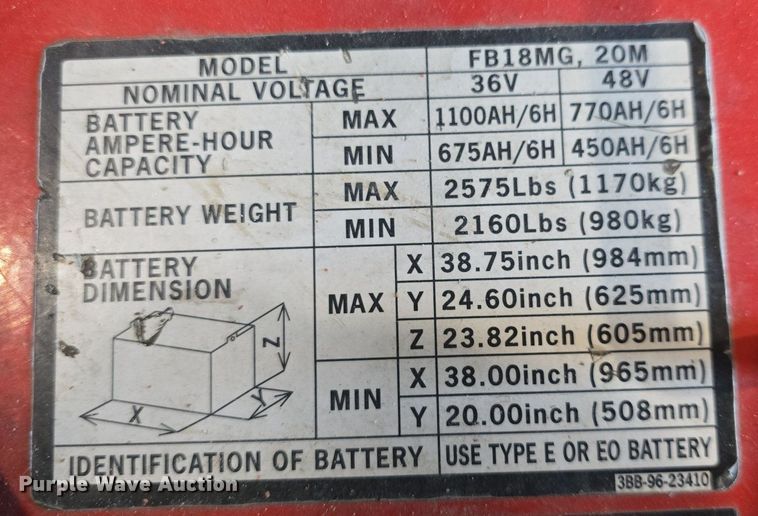 MODEL FB18MG, 20M
NOMINAL VOLTAGE 36V 48V
BATTERY AMPERE-HOUR CAPACITY MAX 1100AH/6H 770AH/6H
MIN 675AH/6H 450AH/6H
BATTERY WEIGHT MAX 2575Lbs (1170kg)
MIN 2160Lbs (980kg)
BATTERY DIMENSION
MAX X 38.75inch (984mm)
Y 24.60inch (625mm)
Z 23.82inch (605mm)
MIN X 38.00inch (965mm)
Y 20.00inch (508mm)
X Y Z
IDENTIFICATION OF BATTERY USE TYPE E OR EO BATTERY
3BB-96-23410
Purple Wave Auction